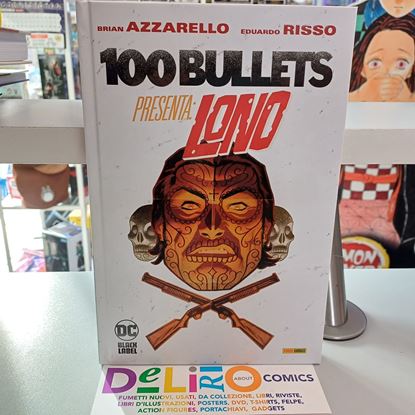 BRIAN AZZARELLO EDUARDO RISSO
100 BULLETS
PRESENTA:
LONO
DC
BLACK LABEL
DELIRIO ABOUT COMICS
FUMETTI NUOVI, USATI, DA COLLEZIONE, LIBRI, RIVISTE,
LIBRI D'ILLUSTRAZIONI, POSTERS, DVD, T-SHIRTS, FELPE,
ACTION FIGURES, PORTACHIAVI, GADGETS